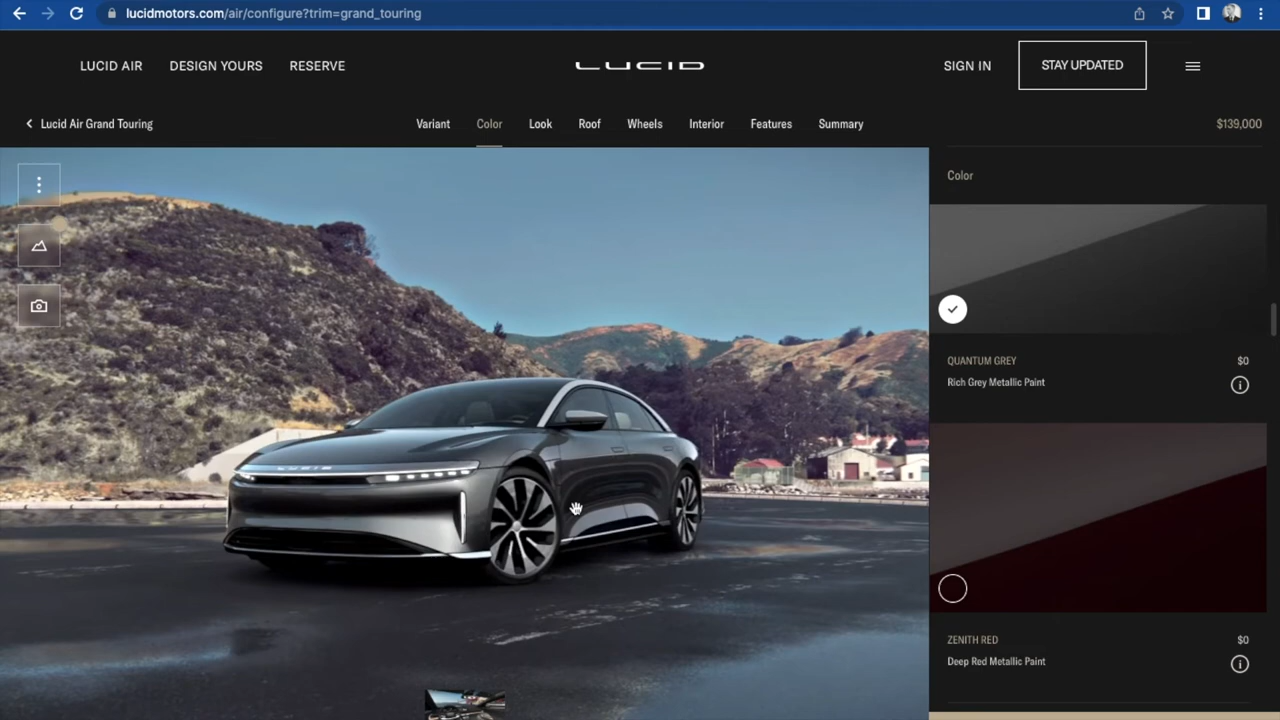 lucidmotors.com/air/configure?trim=grand_touring
LUCID AIR DESIGN YOURS RESERVE LUCID SIGN IN STAY UPDATED
Lucid Air Grand Touring Variant Color Look Roof Wheels Interior Features Summary $139,000
Color
QUANTUM GREY $0
Rich Grey Metallic Paint
ZENITH RED $0
Deep Red Metallic Paint
LUCID